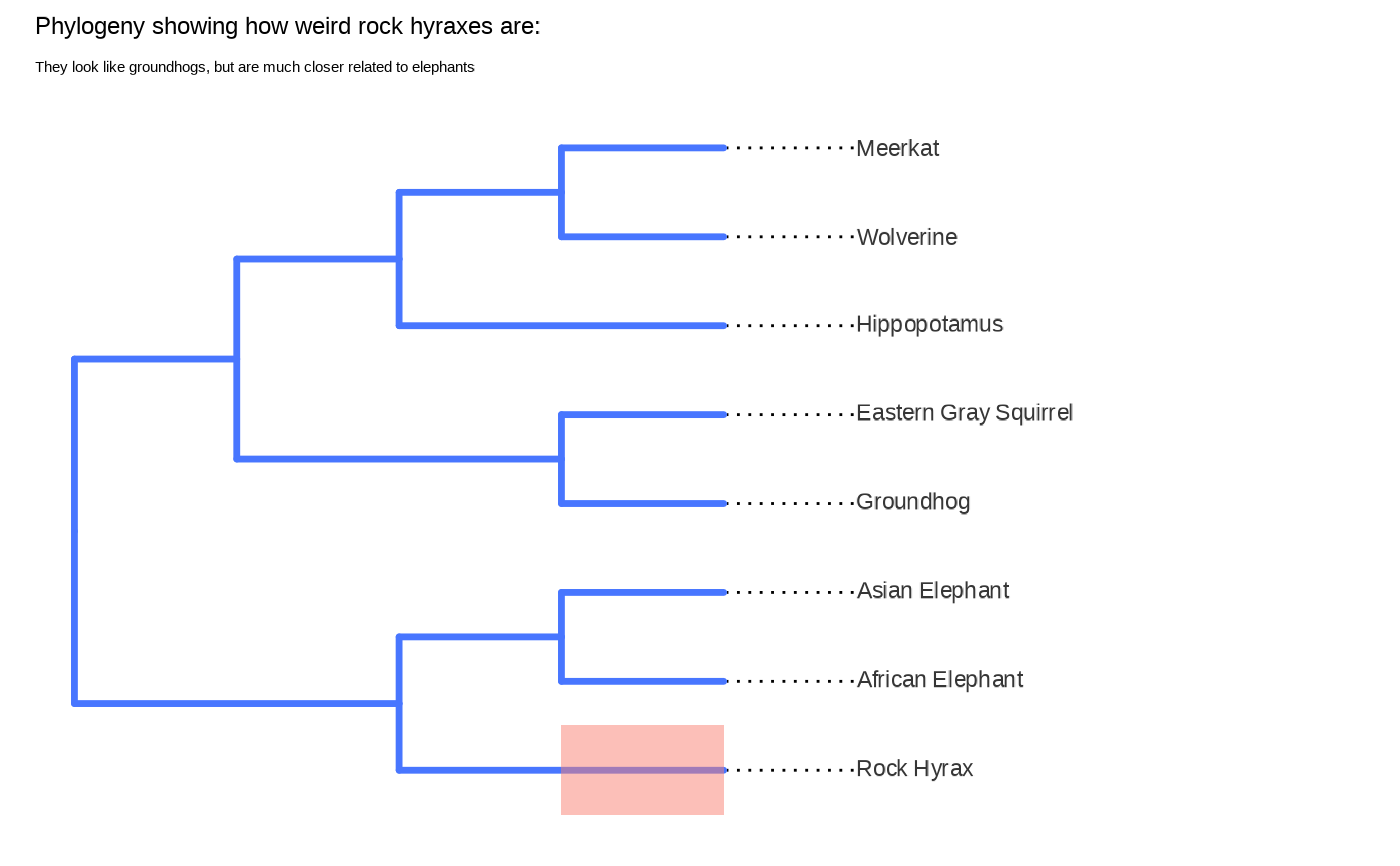 Phylogeny showing how weird rock hyraxes are:
They look like groundhogs, but are much closer related to elephants
Meerkat
Wolverine
Hippopotamus
Eastern Gray Squirrel
Groundhog
Asian Elephant
African Elephant
Rock Hyrax